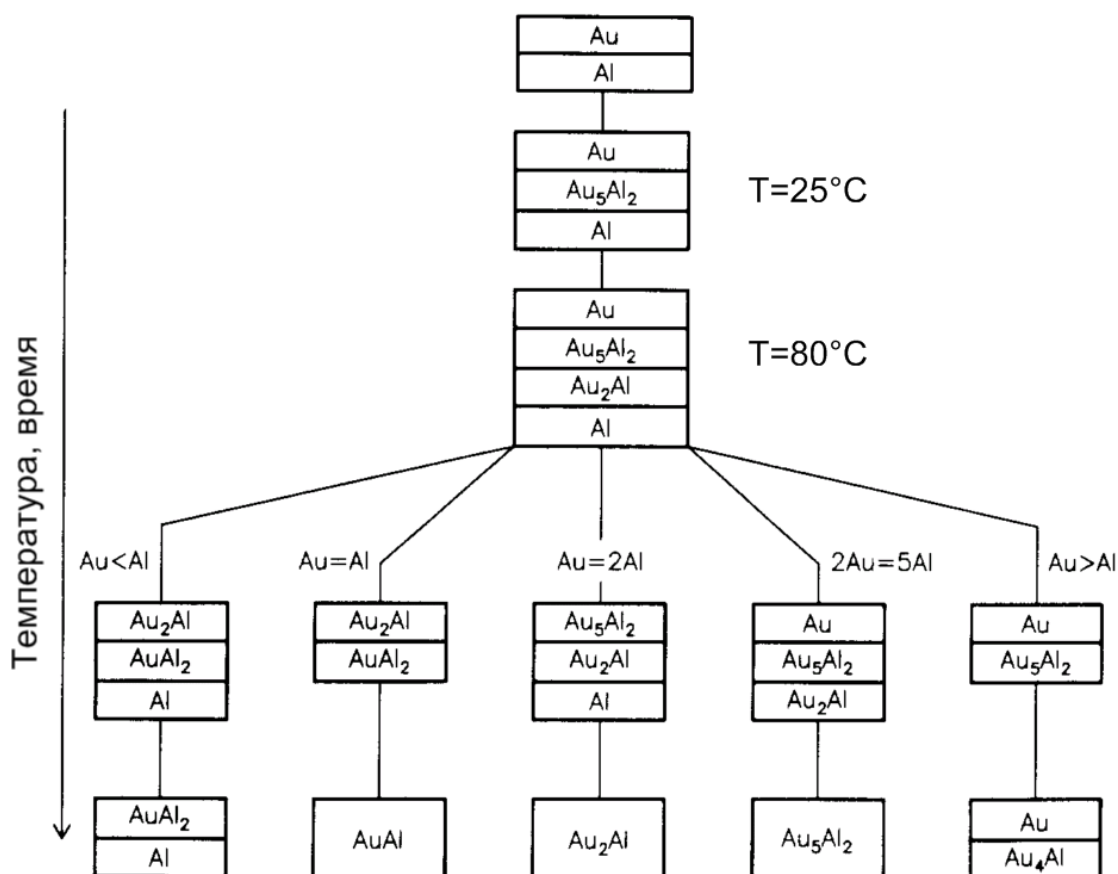 Au
Al
Au
Au₅Al₂
Al
T=25°C
Au
Au₅Al₂
Au₂Al
Al
T=80°C
Температура, время
Au<Al
Au=Al
Au=2Al
2Au=5Al
Au>Al
Au₂Al
AuAl₂
Al
Au₂Al
AuAl₂
Au₅Al₂
Au₂Al
Al
Au
Au₅Al₂
Au₂Al
Au
Au₅Al₂
AuAl₂
Al
AuAl
Au₂Al
Au₅Al₂
Au
Au₄Al